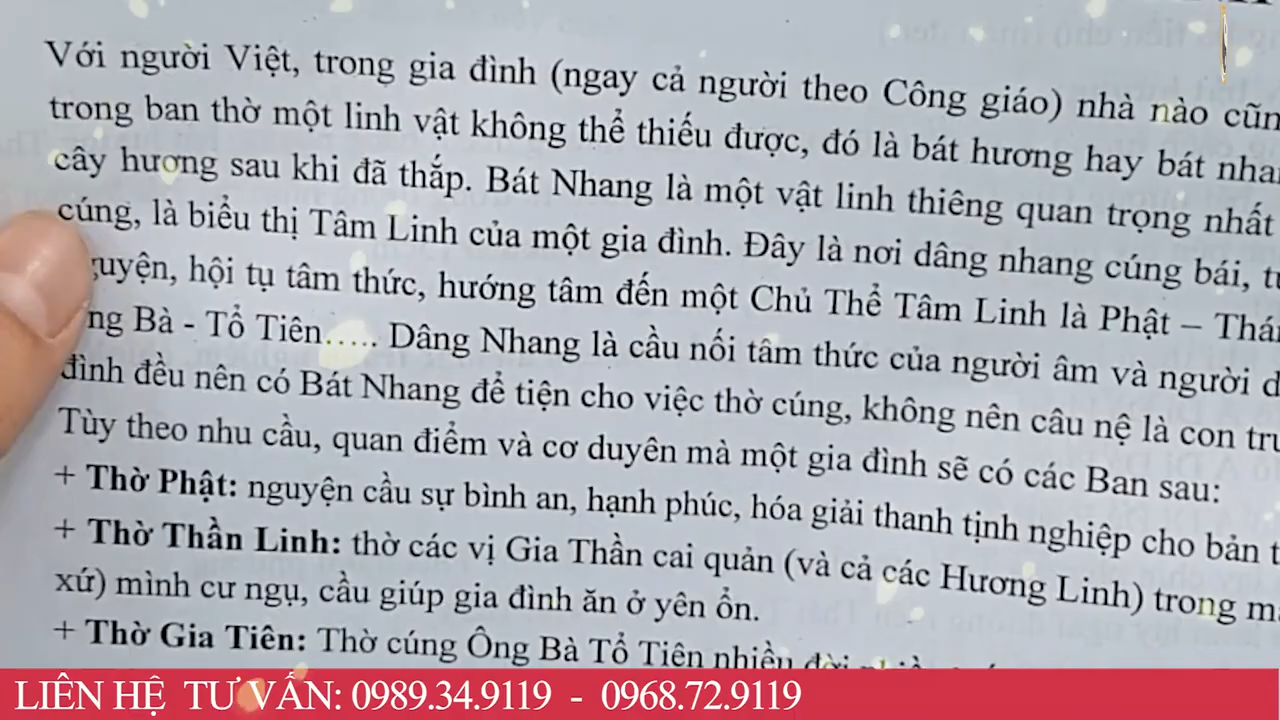 Với người Việt, trong gia đình (ngay cả người theo Công giáo) nhà nào cũn
trong ban thờ một linh vật không thể thiếu được, đó là bát hương hay bát nhan
cây hương sau khi đã thắp. Bát Nhang là một vật linh thiêng quan trọng nhất
cúng, là biểu thị Tâm Linh của một gia đình. Đây là nơi dâng nhang cúng bái, tu
guyện, hội tụ tâm thức, hướng tâm đến một Chủ Thể Tâm Linh là Phật – Thán
ng Bà - Tổ Tiên….. Dâng Nhang là cầu nối tâm thức của người âm và người d
đình đều nên có Bát Nhang để tiện cho việc thờ cúng, không nên câu nệ là con trư
Tùy theo nhu cầu, quan điểm và cơ duyên mà một gia đình sẽ có các Ban sau:
+ Thờ Phật: nguyện cầu sự bình an, hạnh phúc, hóa giải thanh tịnh nghiệp cho bản t
+ Thờ Thần Linh: thờ các vị Gia Thần cai quản (và cả các Hương Linh) trong m
xứ) mình cư ngụ, cầu giúp gia đình ăn ở yên ổn.
+ Thờ Gia Tiên: Thờ cúng Ông Bà Tổ Tiên nhiều đời
LIÊN HỆ TƯ VẤN: 0989.34.9119 - 0968.72.9119